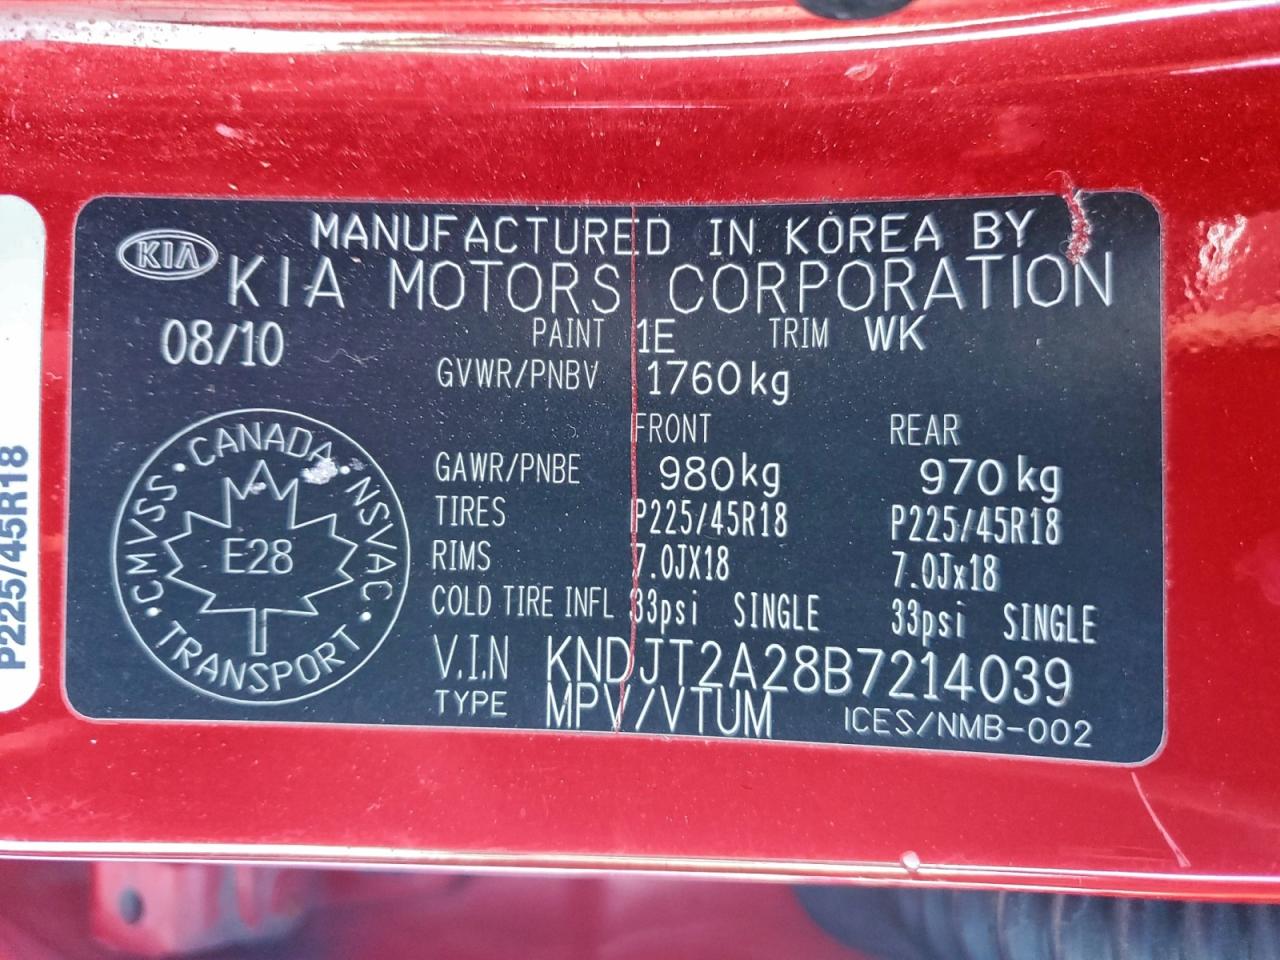 KIA
MANUFACTURED IN KOREA BY
KIA MOTORS CORPORATION
08/10 PAINT 1E TRIM WK
GVWR/PNBV 1760kg
FRONT REAR
GAWR/PNBE 980kg 970kg
TIRES P225/45R18 P225/45R18
RIMS 7.0JX18 7.0Jx18
COLD TIRE INFL 33psi SINGLE 33psi SINGLE
V.I.N KNDJT2A28B7214039
TYPE MPV/VTUM ICES/NMB-002
CANADA · NSVAC · TRANSPORT · CMVSS ·
E28
P225/45R18